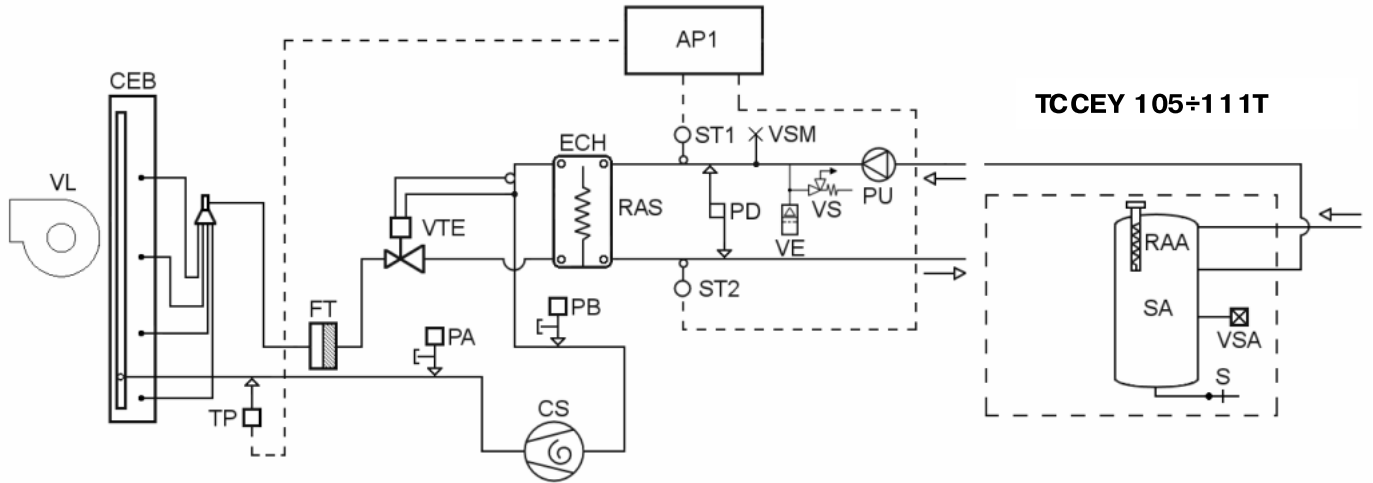 AP1
TCCEY 105÷111T
CEB
ST1
VSM
ECH
VL
RAS
PD
VS
PU
VTE
VE
RAA
ST2
SA
FT
PB
PA
VSA
S
TP
CS